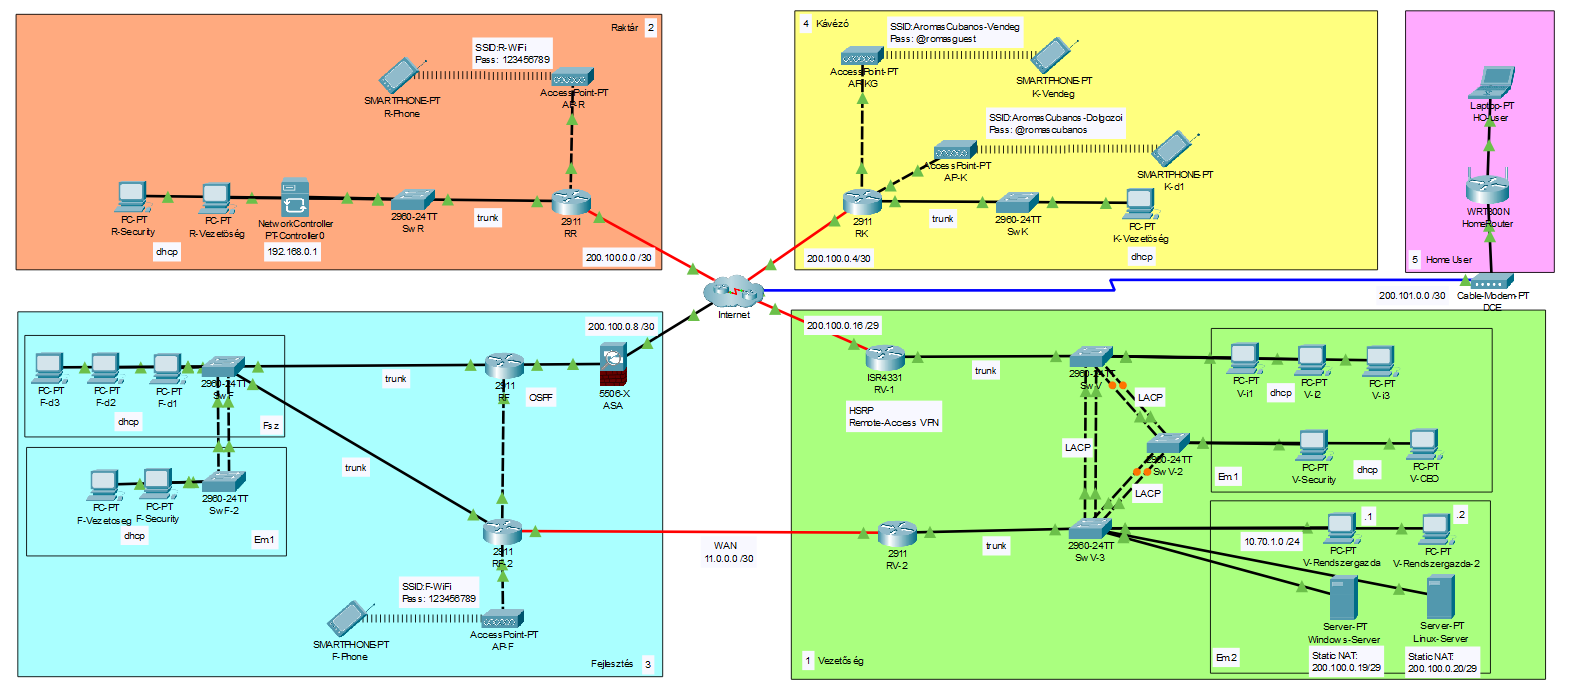 Raktár 2
SSID:R-WiFi
Pass: 123456789
SMARTPHONE-PT
R-Phone
AccessPoint-PT
AP-R
PC-PT
R-Security
PC-PT
R-Vezetöség
NetworkController
PT-Controller0
192.168.0.1
dhcp
2960-24TT
SwR
trunk
2911
RR
200.100.0.0 /30
4 Kávézó
SSID:AromasCubanos-Vendeg
Pass: @romasguest
AccessPoint-PT
AP-KG
SMARTPHONE-PT
K-Vendeg
SSID:AromasCubanos-Dolgozoi
Pass: @romascubanos
AccessPoint-PT
AP-K
SMARTPHONE-PT
K-d1
2911
RK
trunk
2960-24TT
SwK
PC-PT
K-Vezetöség
dhcp
200.100.0.4/30
Laptop-PT
HO-user
WRT300N
HomeRouter
5 Home User
Cable-Modem-PT
DCE
200.101.0.0 /30
Internet
200.100.0.8 /30
200.100.0.16 /29
PC-PT
F-d3
PC-PT
F-d2
PC-PT
F-d1
2960-24TT
SwF
dhcp
Fsz
trunk
2911
RF
OSPF
5506-X
ASA
trunk
PC-PT
F-Vezetoseg
PC-PT
F-Security
2960-24TT
SwF-2
dhcp
Em1
2911
RF-2
SSID:F-WiFi
Pass: 123456789
SMARTPHONE-PT
F-Phone
AccessPoint-PT
AP-F
Fejlesztés 3
WAN
11.0.0.0 /30
ISR4331
RV-1
HSRP
Remote-Access VPN
trunk
2960-24TT
SwV
LACP
LACP
LACP
2960-24TT
SwV-2
PC-PT
V-i1
PC-PT
V-i2
PC-PT
V-i3
dhcp
PC-PT
V-Security
dhcp
PC-PT
V-CEO
Em1
2911
RV-2
trunk
2960-24TT
SwV-3
10.70.1.0 /24
.1
.2
PC-PT
V-Rendszergazda
PC-PT
V-Rendszergazda-2
Server-PT
Windows-Server
Static NAT:
200.100.0.19/29
Server-PT
Linux-Server
Static NAT:
200.100.0.20/29
Em2
1 Vezetőség